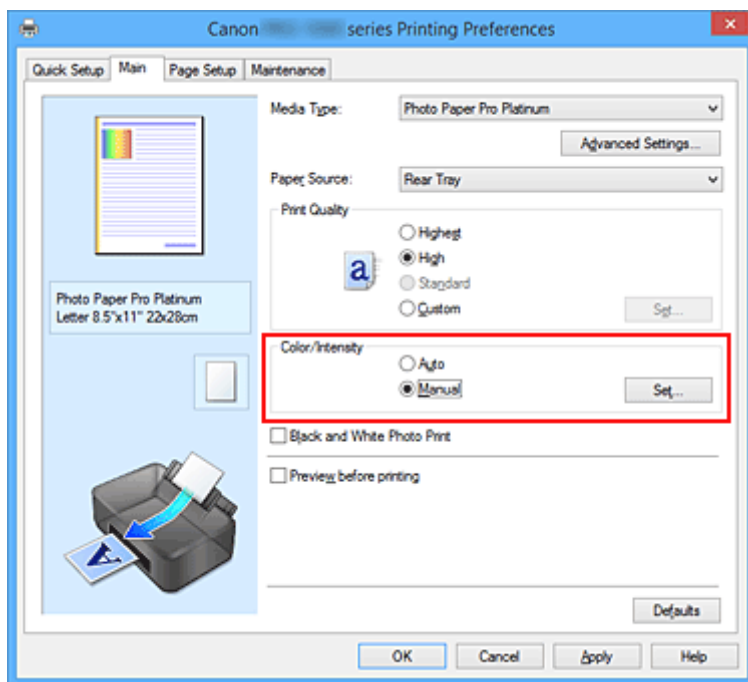 Canon series Printing Preferences
Quick Setup Main Page Setup Maintenance
Media Type: Photo Paper Pro Platinum
Advanced Settings...
Paper Source: Rear Tray
Print Quality
Highest
a High
Standard
Photo Paper Pro Platinum
Letter 8.5"x11" 22x28cm
Custom Set...
Color/Intensity
Auto
Manual Set...
Black and White Photo Print
Preview before printing
A
Defaults
OK Cancel Apply Help